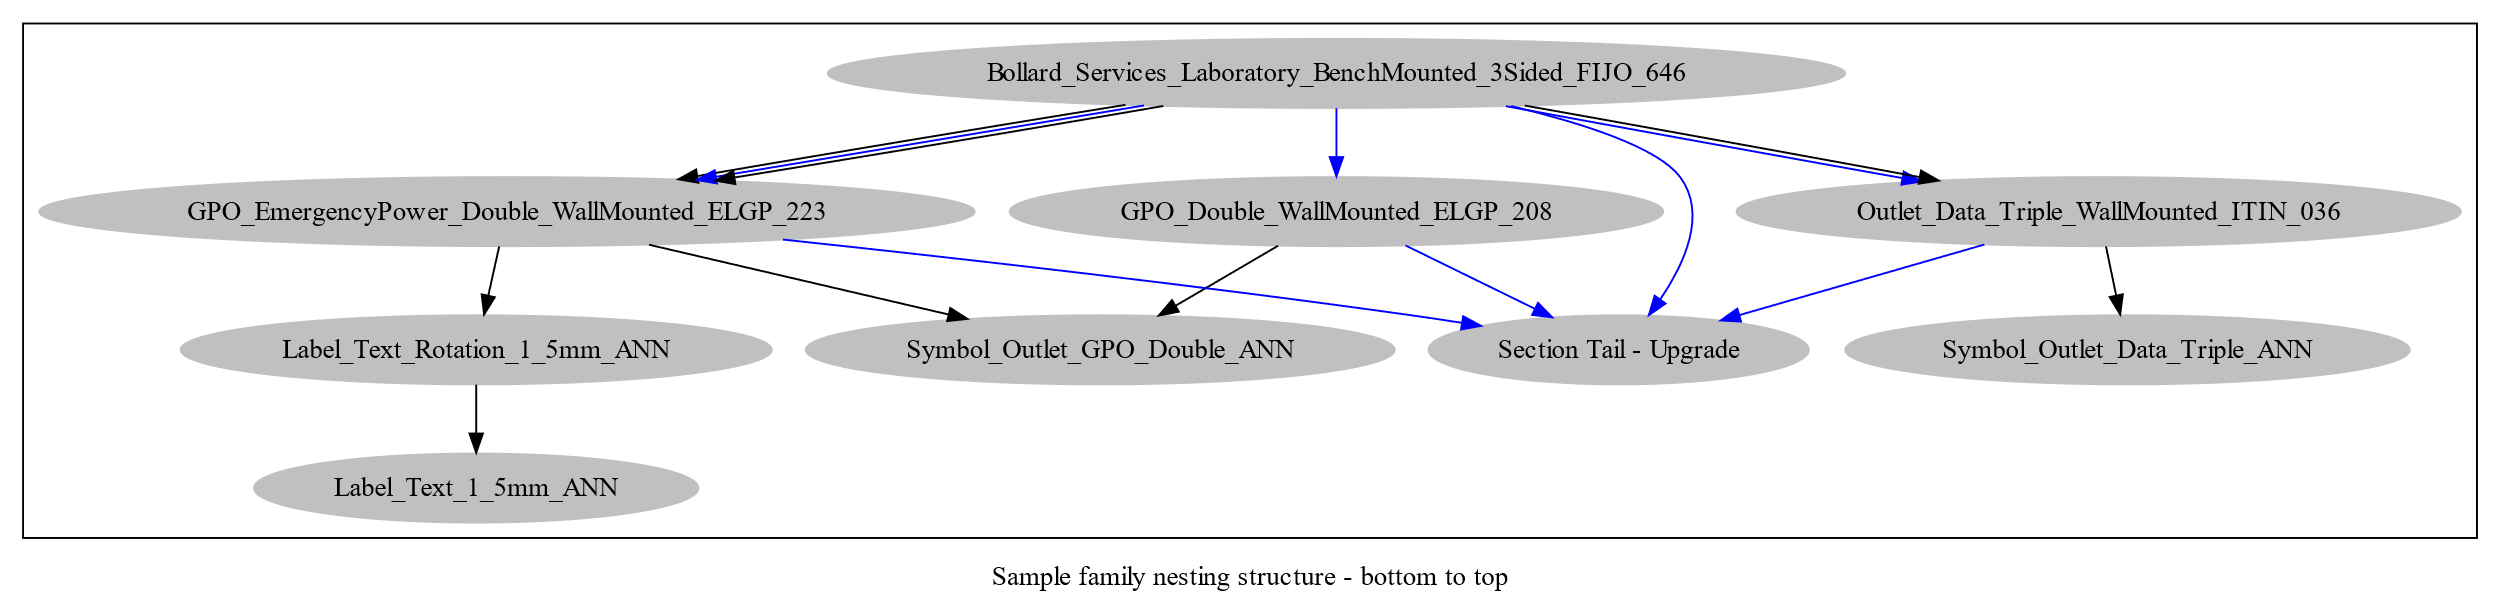 Bollard_Services_Laboratory_BenchMounted_3Sided_FIJO_646
GPO_EmergencyPower_Double_WallMounted_ELGP_223
GPO_Double_WallMounted_ELGP_208
Outlet_Data_Triple_WallMounted_ITIN_036
Label_Text_Rotation_1_5mm_ANN
Symbol_Outlet_GPO_Double_ANN
Section Tail - Upgrade
Symbol_Outlet_Data_Triple_ANN
Label_Text_1_5mm_ANN
Sample family nesting structure - bottom to top